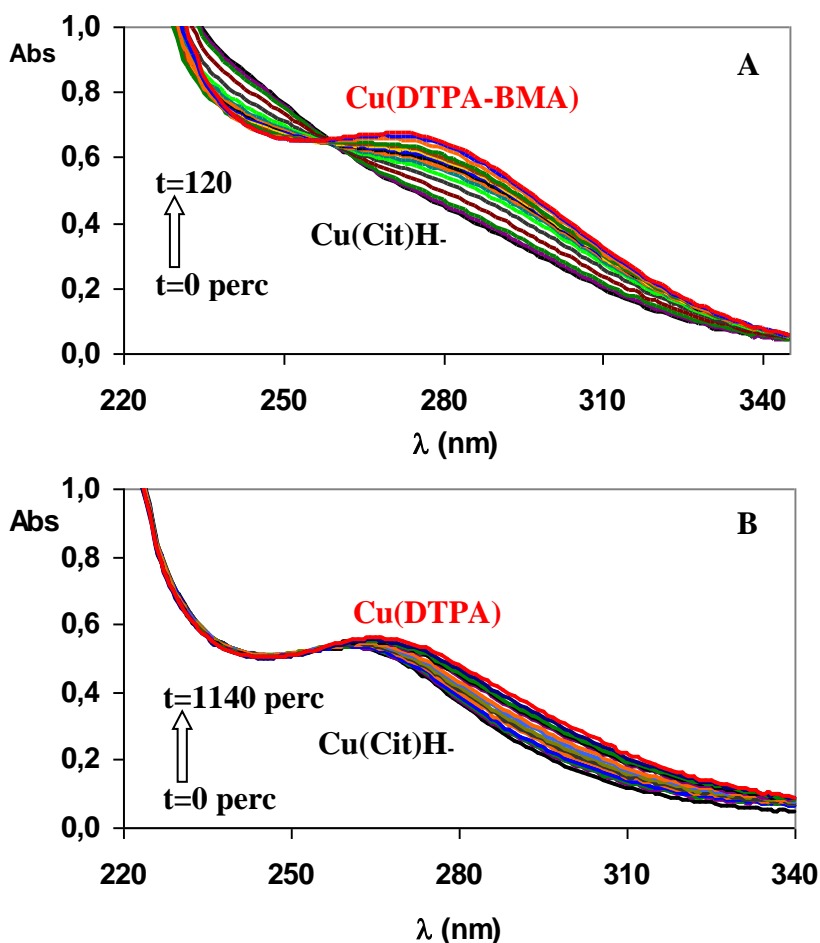 1,0
Abs
A
Cu(DTPA-BMA)
0,8
0,6
t=120
0,4
Cu(Cit)H-
t=0 perc
0,2
0,0
220 250 280 310 340
λ (nm)
1,0
Abs
B
0,8
Cu(DTPA)
0,6
t=1140 perc
0,4
Cu(Cit)H-
0,2
t=0 perc
0,0
220 250 280 310 340
λ (nm)